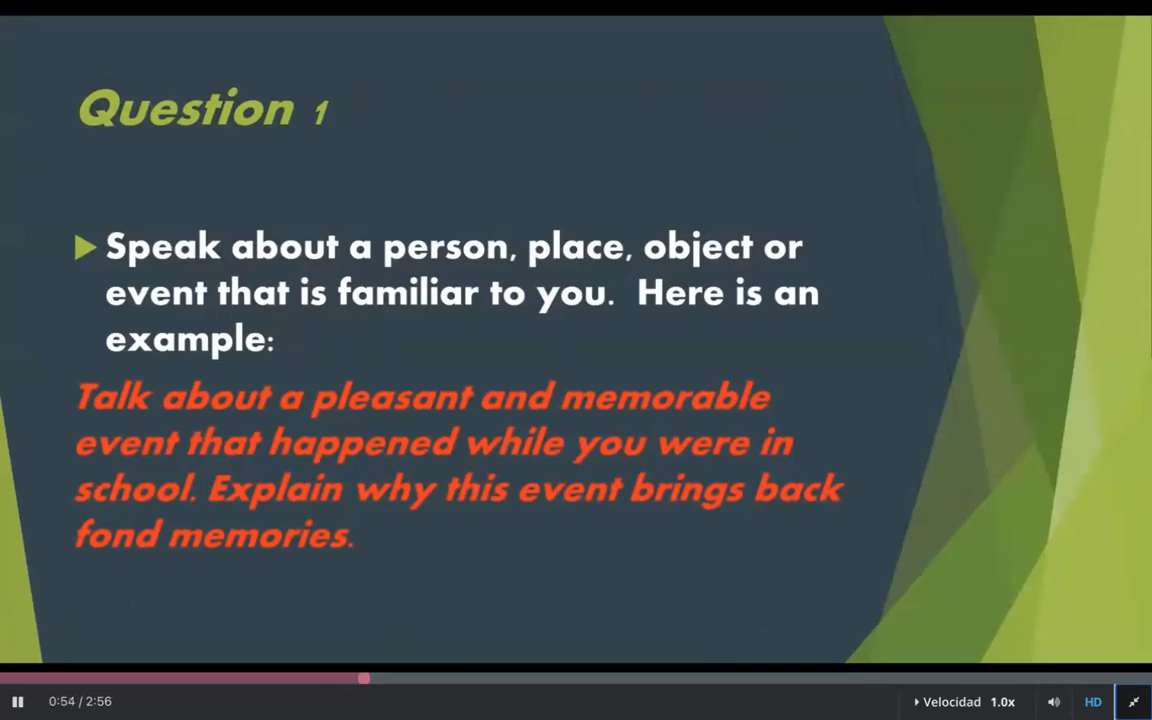 Question 1
Speak about a person, place, object or
event that is familiar to you. Here is an
example:
Talk about a pleasant and memorable
event that happened while you were in
school. Explain why this event brings back
fond memories.
0:54 / 2:56
Velocidad 1.0x
HD